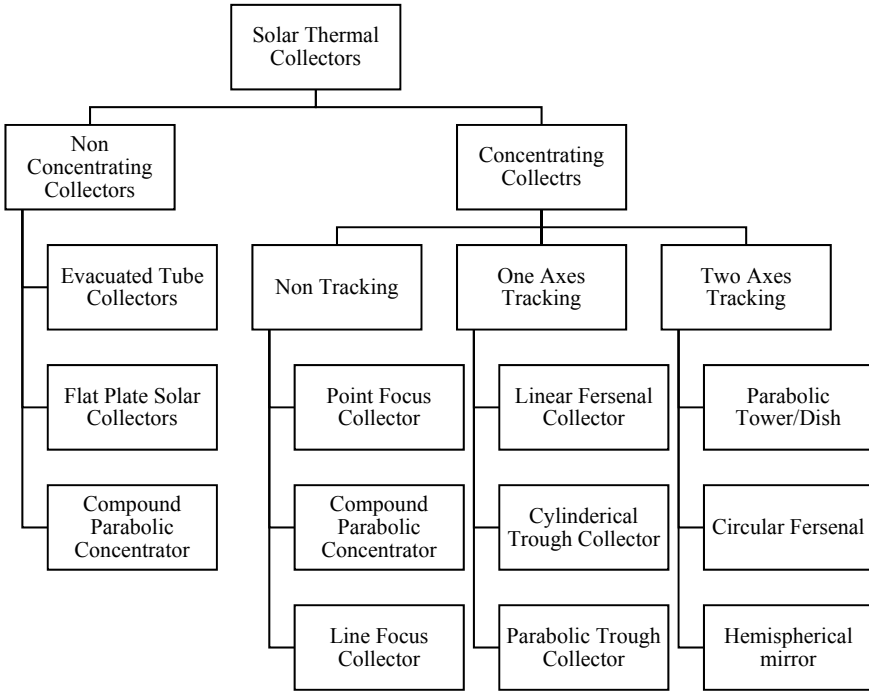 Solar Thermal
Collectors
Non
Concentrating
Collectors
Concentrating
Collectrs
Evacuated Tube
Collectors
Non Tracking
One Axes
Tracking
Two Axes
Tracking
Flat Plate Solar
Collectors
Point Focus
Collector
Linear Fersenal
Collector
Parabolic
Tower/Dish
Compound
Parabolic
Concentrator
Compound
Parabolic
Concentrator
Cylinderical
Trough Collector
Circular Fersenal
Line Focus
Collector
Parabolic Trough
Collector
Hemispherical
mirror